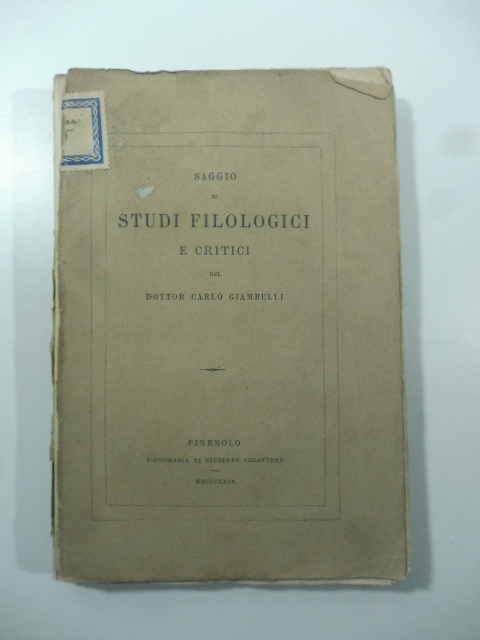 SAGGIO
DI
STUDI FILOLOGICI
E CRITICI
DEL
DOTTOR CARLO GIAMBELLI
PINEROLO
TIPOGRAFIA DI GIUSEPPE CHIANTORE
MDCCCLXIX